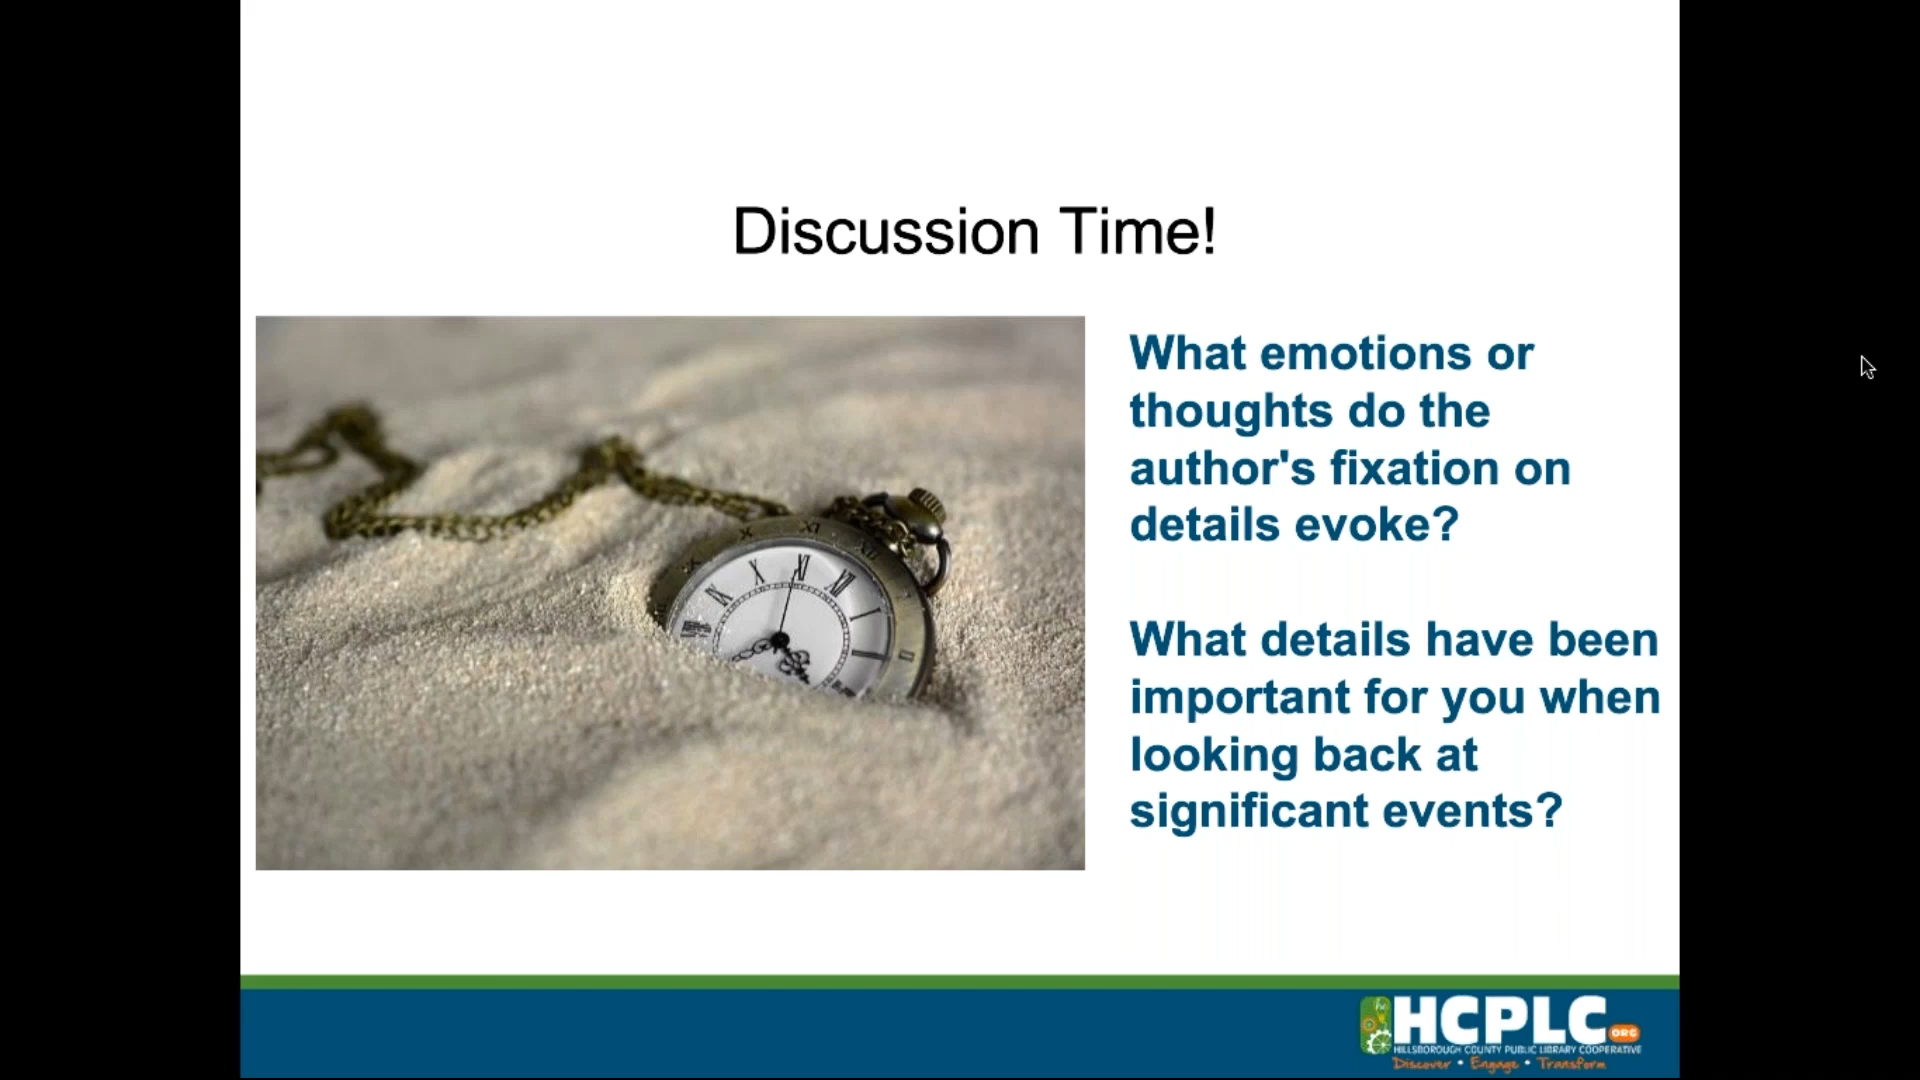 Discussion Time!
What emotions or
thoughts do the
author's fixation on
details evoke?
What details have been
important for you when
looking back at
significant events?
HCPLC.ORG
HILLSBOROUGH COUNTY PUBLIC LIBRARY COOPERATIVE
Discover • Engage • Transform